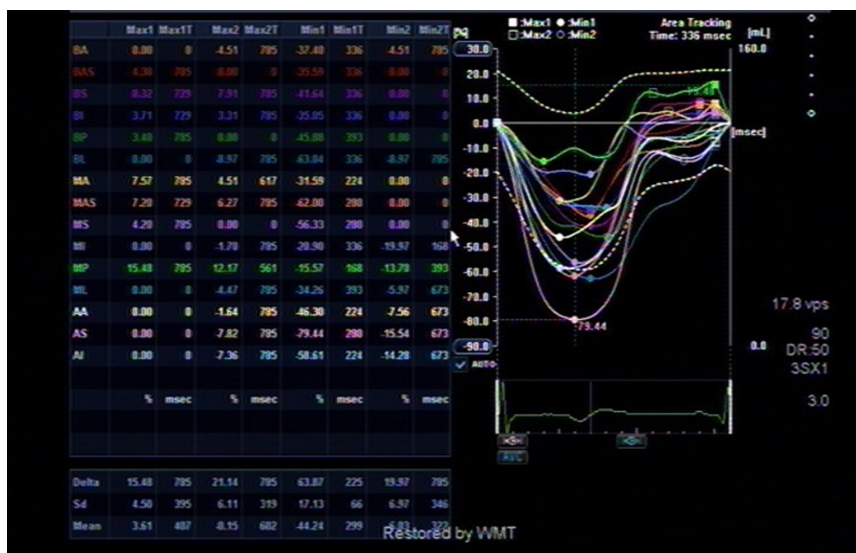 Max1 Max1T Max2 Max2T Min1 Min1T Min2 Min2T
BA 0.00 0 -4.51 785 -37.40 336 -4.51 785
BAS 4.30 785 0.00 0 -35.59 336 0.00 0
BS 8.32 729 7.91 785 -41.64 336 0.00 0
BI 3.71 729 3.31 785 -35.05 336 0.00 0
BP 3.40 785 0.00 0 -45.88 393 0.00 0
BL 0.00 0 -8.97 785 -63.04 336 -8.97 785
MA 7.57 785 4.51 617 -31.59 224 0.00 0
MAS 7.20 729 6.27 785 -62.00 280 0.00 0
MS 4.20 785 0.00 0 -56.33 280 0.00 0
MI 0.00 0 -1.70 785 -20.90 336 -19.97 168
MP 15.48 785 12.17 561 -15.57 168 -13.70 393
ML 0.00 0 -4.47 785 -34.26 393 -5.97 673
AA 0.00 0 -1.64 785 -46.30 224 -7.56 673
AS 0.00 0 -7.82 785 -79.44 280 -15.54 673
AI 0.00 0 -7.36 785 -58.61 224 -14.28 673
% msec % msec % msec % msec
Delta 15.48 785 21.14 785 63.87 225 19.97 785
Sd 4.50 395 6.11 319 17.13 66 6.97 346
Mean 3.61 407 -0.15 602 -44.24 299
:Max1 :Min1 Area Tracking
:Max2 :Min2 Time: 336 msec
[%] [mL]
30.0 160.0
20.0
10.0
0.0
[msec]
-10.0
-20.0
-30.0
-40.0
-50.0
-60.0
-70.0
-80.0
-90.0 0.0
15.48
-79.44
AUTO
AVC
17.8 vps
90
DR:50
3SX1
3.0
Restored by WMT